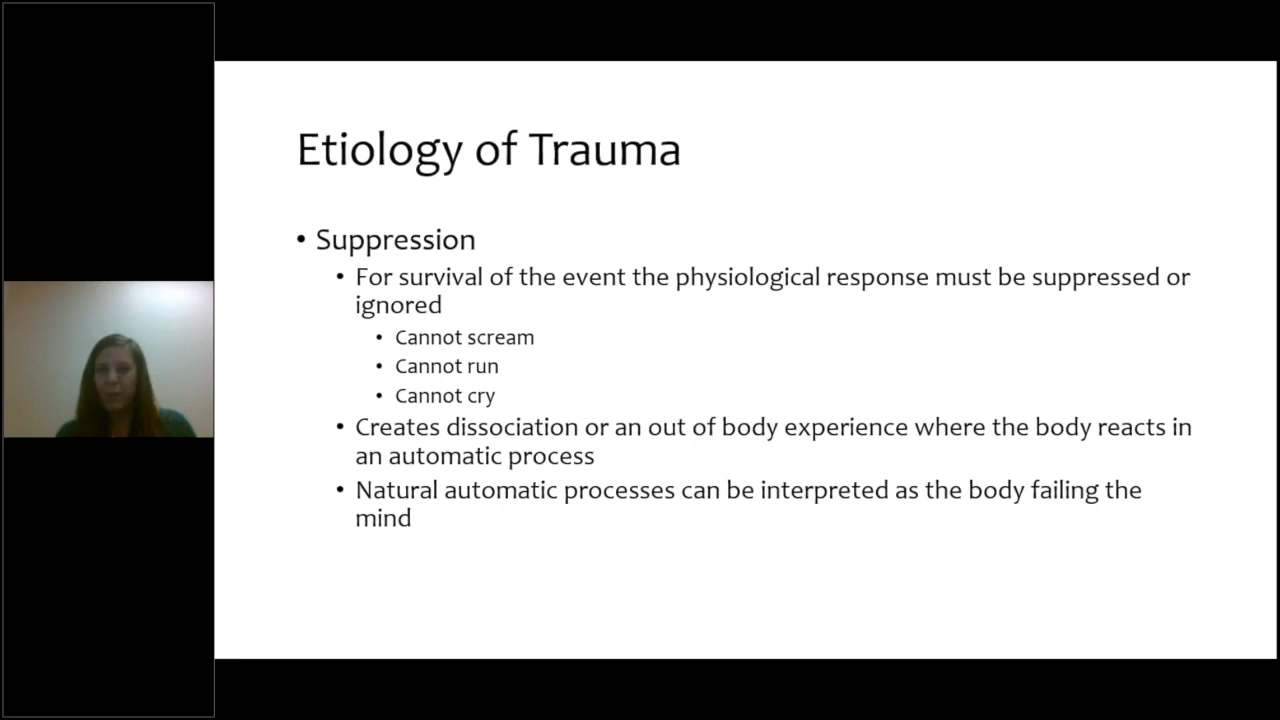 Etiology of Trauma
• Suppression
• For survival of the event the physiological response must be suppressed or
ignored
• Cannot scream
• Cannot run
• Cannot cry
• Creates dissociation or an out of body experience where the body reacts in
an automatic process
• Natural automatic processes can be interpreted as the body failing the
mind